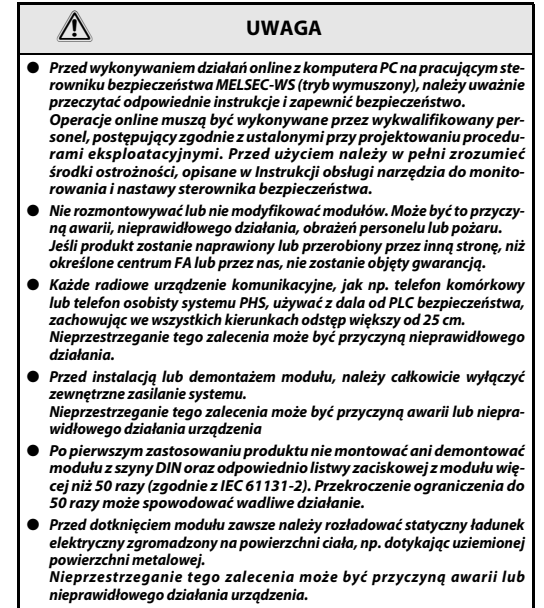 UWAGA
● Przed wykonywaniem działań online z komputera PC na pracującym ste-
rowniku bezpieczeństwa MELSEC-WS (tryb wymuszony), należy uważnie
przeczytać odpowiednie instrukcje i zapewnić bezpieczeństwo.
Operacje online muszą być wykonywane przez wykwalifikowany per-
sonel, postępujący zgodnie z ustalonymi przy projektowaniu procedu-
rami eksploatacyjnymi. Przed użyciem należy w pełni zrozumieć
środki ostrożności, opisane w Instrukcji obsługi narzędzia do monito-
rowania i nastawy sterownika bezpieczeństwa.
● Nie rozmontowywać lub nie modyfikować modułów. Może być to przyczy-
ną awarii, nieprawidłowego działania, obrażeń personelu lub pożaru.
Jeśli produkt zostanie naprawiony lub przerobiony przez inną stronę, niż
określone centrum FA lub przez nas, nie zostanie objęty gwarancją.
● Każde radiowe urządzenie komunikacyjne, jak np. telefon komórkowy
lub telefon osobisty systemu PHS, używać z dala od PLC bezpieczeństwa,
zachowując we wszystkich kierunkach odstęp większy od 25 cm.
Nieprzestrzeganie tego zalecenia może być przyczyną nieprawidłowego
działania.
● Przed instalacją lub demontażem modułu, należy całkowicie wyłączyć
zewnętrzne zasilanie systemu.
Nieprzestrzeganie tego zalecenia może być przyczyną awarii lub niepra-
widłowego działania urządzenia
● Po pierwszym zastosowaniu produktu nie montować ani demontować
modułu z szyny DIN oraz odpowiednio listwy zaciskowej z modułu wię-
cej niż 50 razy (zgodnie z IEC 61131-2). Przekroczenie ograniczenia do
50 razy może spowodować wadliwe działanie.
● Przed dotknięciem modułu zawsze należy rozładować statyczny ładunek
elektryczny zgromadzony na powierzchni ciała, np. dotykając uziemionej
powierzchni metalowej.
Nieprzestrzeganie tego zalecenia może być przyczyną awarii lub
nieprawidłowego działania urządzenia.